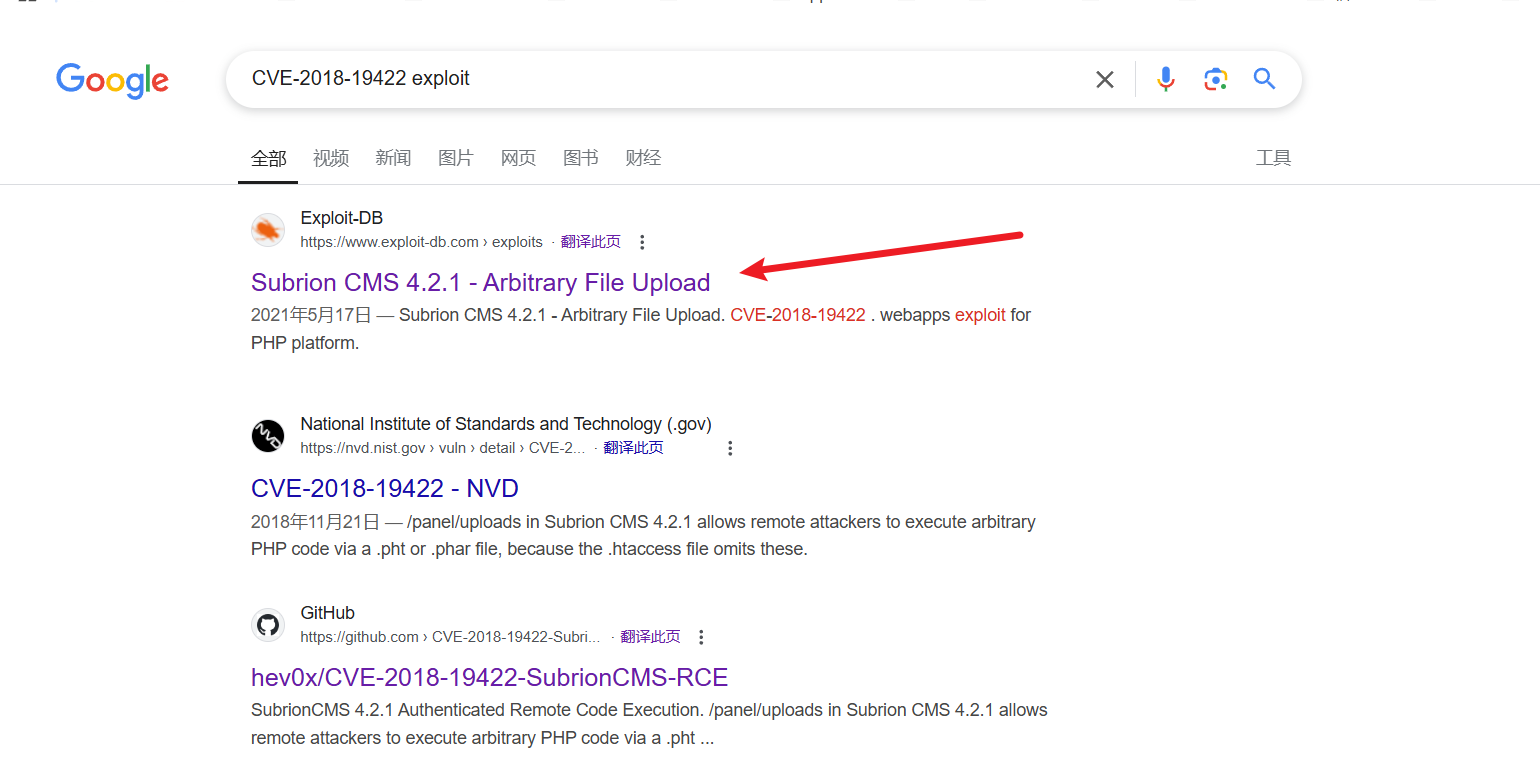 Google
CVE-2018-19422 exploit
全部 视频 新闻 图片 网页 图书 财经 工具
Exploit-DB
https://www.exploit-db.com › exploits · 翻译此页
Subrion CMS 4.2.1 - Arbitrary File Upload
2021年5月17日 — Subrion CMS 4.2.1 - Arbitrary File Upload. CVE-2018-19422 . webapps exploit for
PHP platform.
NVD
National Institute of Standards and Technology (.gov)
https://nvd.nist.gov › vuln › detail › CVE-2... · 翻译此页
CVE-2018-19422 - NVD
2018年11月21日 — /panel/uploads in Subrion CMS 4.2.1 allows remote attackers to execute arbitrary
PHP code via a .pht or .phar file, because the .htaccess file omits these.
GitHub
https://github.com › CVE-2018-19422-Subri... · 翻译此页
hev0x/CVE-2018-19422-SubrionCMS-RCE
SubrionCMS 4.2.1 Authenticated Remote Code Execution. /panel/uploads in Subrion CMS 4.2.1 allows
remote attackers to execute arbitrary PHP code via a .pht ...